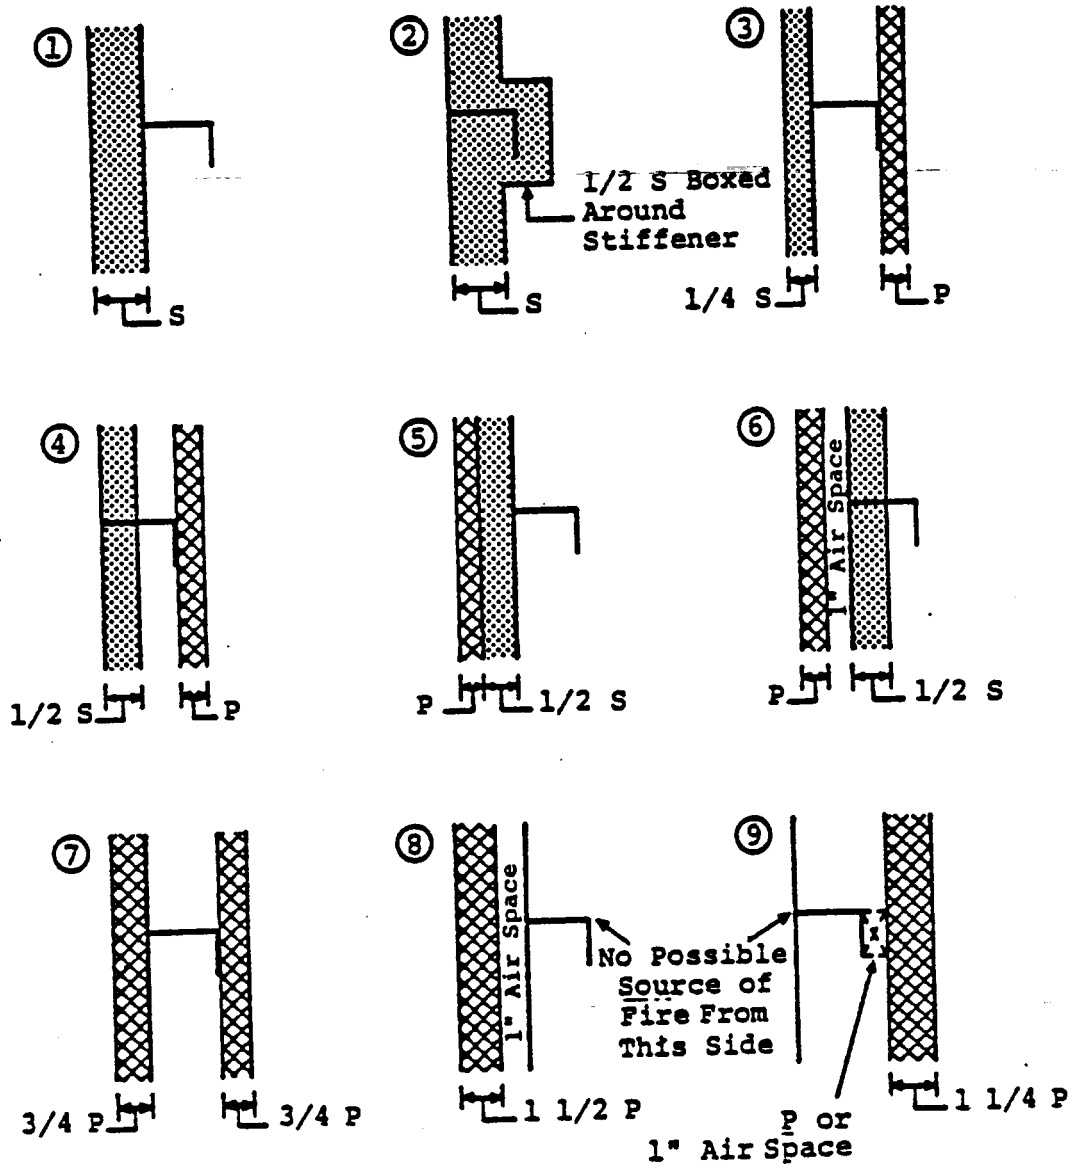 ①
②
③
1/2 S Boxed
Around
Stiffener
S
S
1/4 S
P
④
⑤
⑥
1" Air Space
1/2 S
P
P
1/2 S
P
1/2 S
⑦
⑧
⑨
1" Air Space
No Possible
Source of
Fire From
This Side
x
3/4 P
3/4 P
1 1/2 P
P or
1" Air Space
1 1/4 P